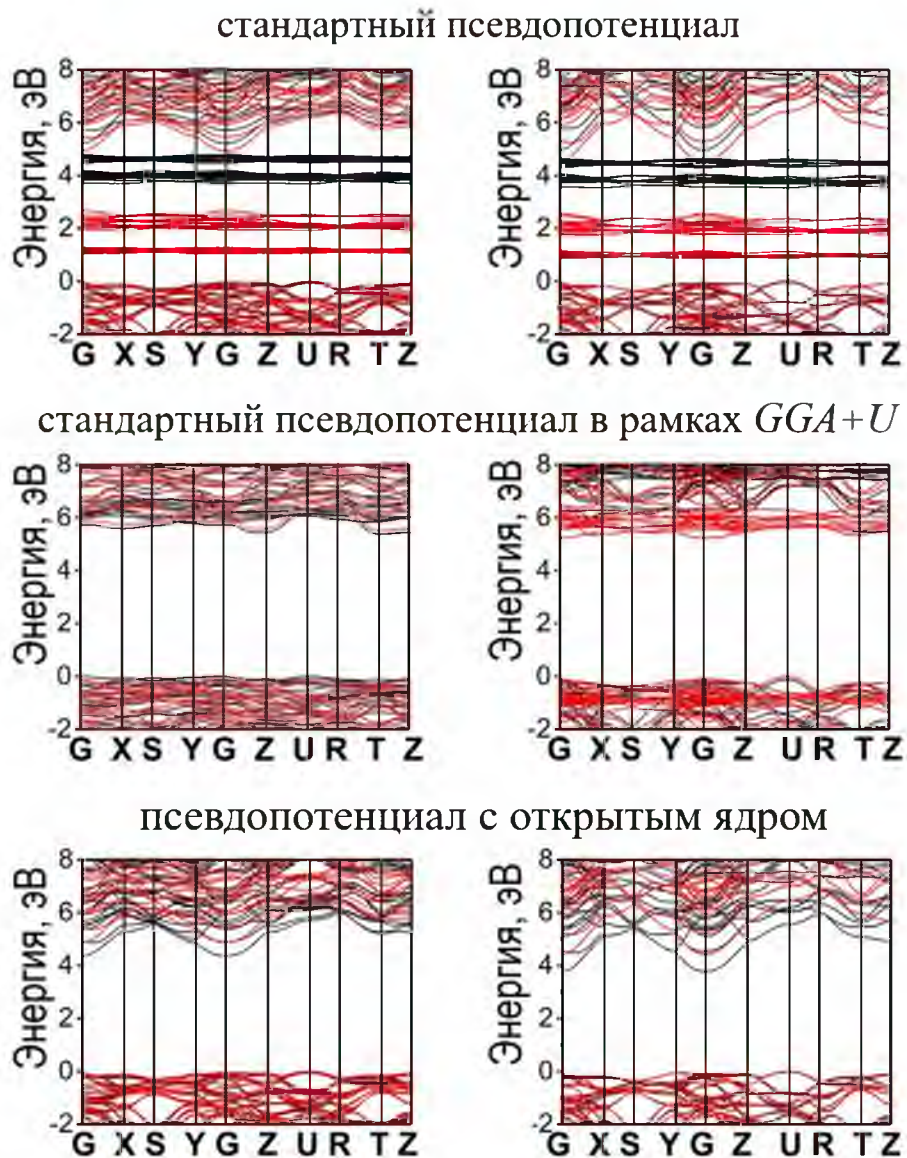 стандартный псевдопотенциал
Энергия, эВ
8
6
4
2
0
-2
G X S Y G Z U R T Z
Энергия, эВ
8
6
4
2
0
-2
G X S Y G Z U R T Z
стандартный псевдопотенциал в рамках GGA+U
Энергия, эВ
8
6
4
2
0
-2
G X S Y G Z U R T Z
Энергия, эВ
8
6
4
2
0
-2
G X S Y G Z U R T Z
псевдопотенциал с открытым ядром
Энергия, эВ
8
6
4
2
0
-2
G X S Y G Z U R T Z
Энергия, эВ
8
6
4
2
0
-2
G X S Y G Z U R T Z